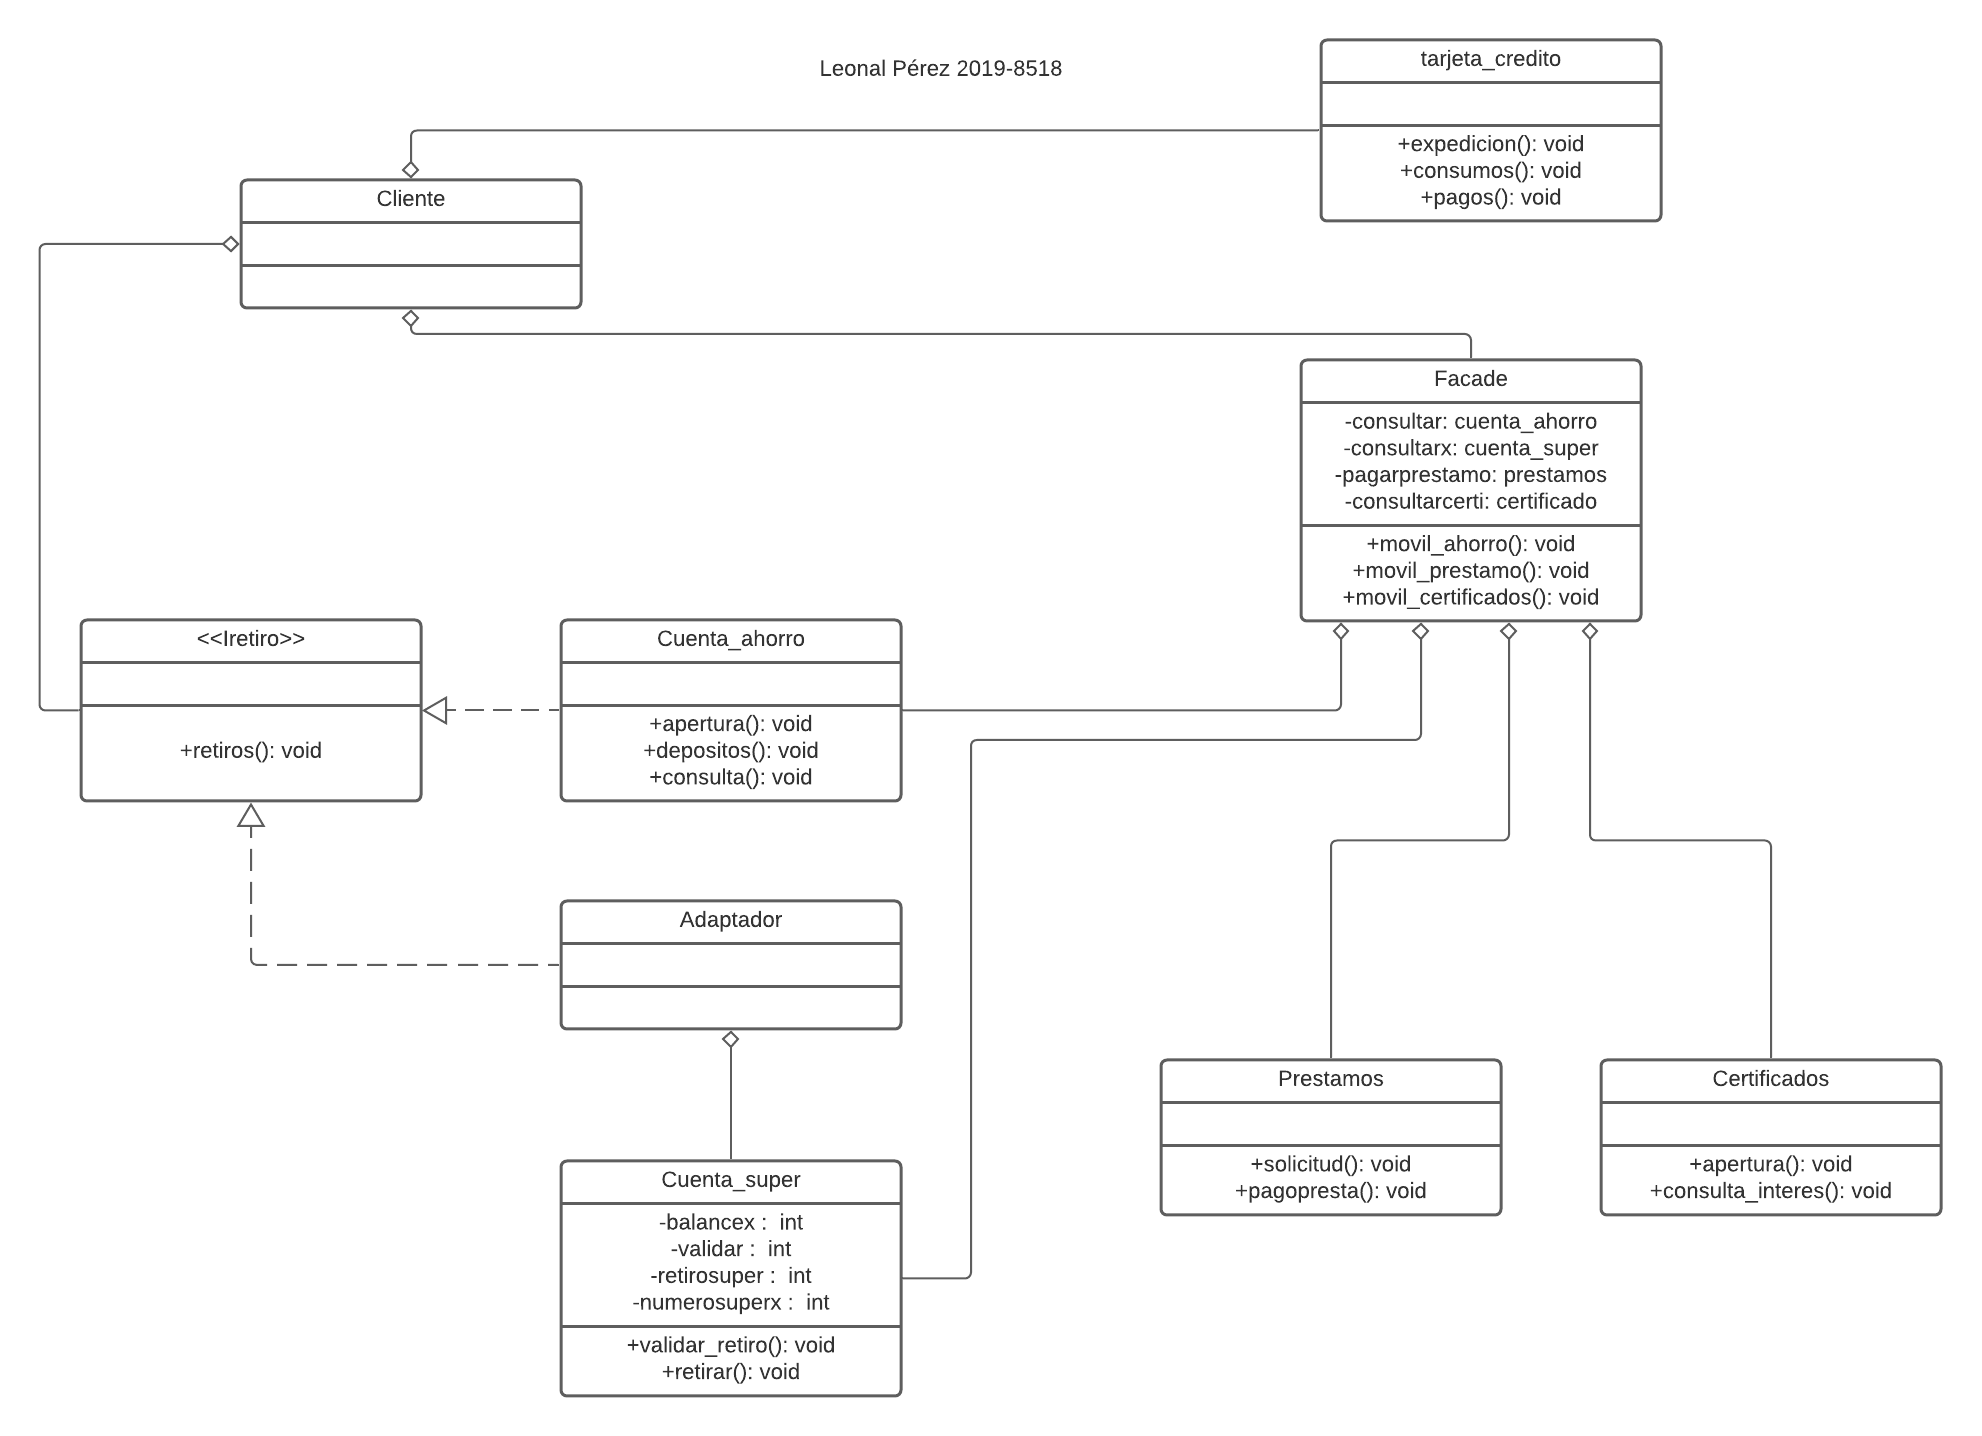 Leonal Pérez 2019-8518
tarjeta_credito
+expedicion(): void
+consumos(): void
+pagos(): void
Cliente
Facade
-consultar: cuenta_ahorro
-consultarx: cuenta_super
-pagarprestamo: prestamos
-consultarcerti: certificado
+movil_ahorro(): void
+movil_prestamo(): void
+movil_certificados(): void
<<Iretiro>>
+retiros(): void
Cuenta_ahorro
+apertura(): void
+depositos(): void
+consulta(): void
Adaptador
Cuenta_super
-balancex :  int
-validar :  int
-retirosuper :  int
-numerosuperx :  int
+validar_retiro(): void
+retirar(): void
Prestamos
+solicitud(): void
+pagopresta(): void
Certificados
+apertura(): void
+consulta_interes(): void